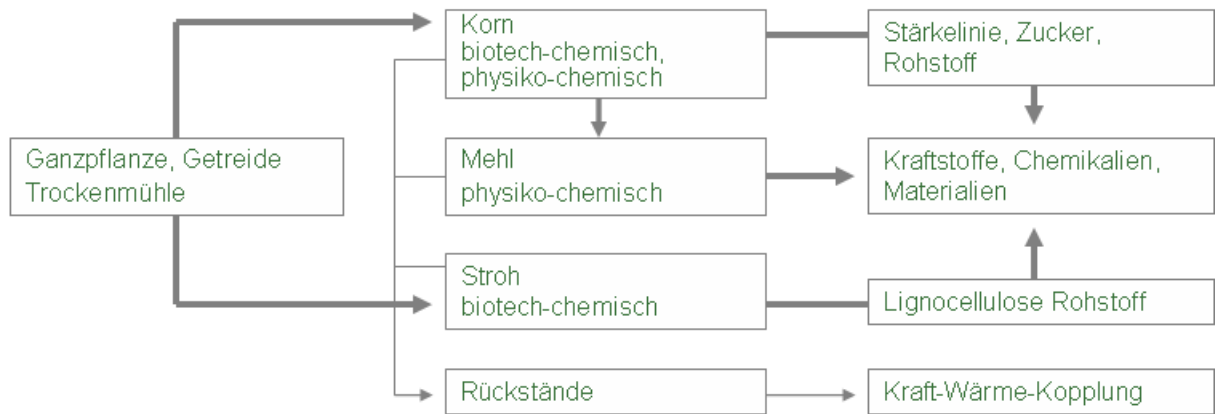 Korn
biotech-chemisch,
physiko-chemisch
Stärkelinie, Zucker,
Rohstoff
Ganzpflanze, Getreide
Trockenmühle
Mehl
physiko-chemisch
Kraftstoffe, Chemikalien,
Materialien
Stroh
biotech-chemisch
Lignocellulose Rohstoff
Rückstände
Kraft-Wärme-Kopplung